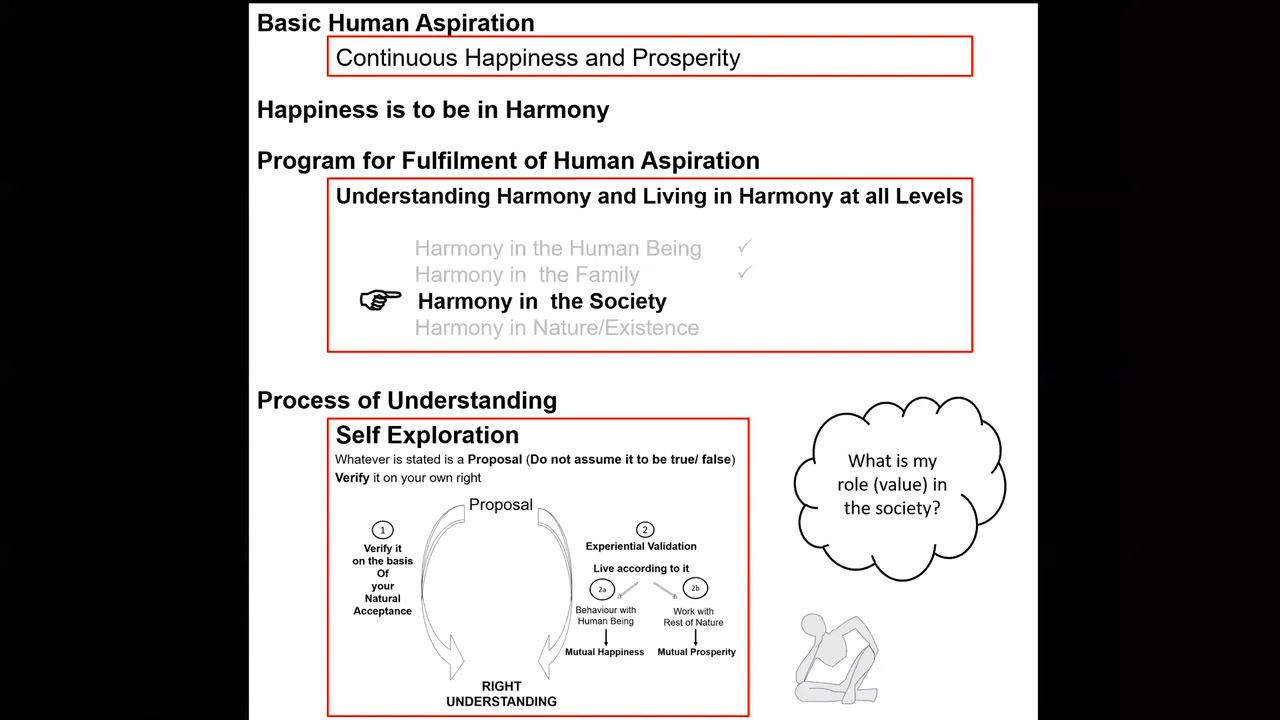 Basic Human Aspiration
Continuous Happiness and Prosperity
Happiness is to be in Harmony
Program for Fulfilment of Human Aspiration
Understanding Harmony and Living in Harmony at all Levels
Harmony in the Human Being ✓
Harmony in the Family ✓
Harmony in the Society
Harmony in Nature/Existence
Process of Understanding
Self Exploration
Whatever is stated is a Proposal (Do not assume it to be true/ false)
Verify it on your own right
Proposal
1
Verify it
on the basis
Of
your
Natural
Acceptance
2
Experiential Validation
Live according to it
2a
Behaviour with
Human Being
Mutual Happiness
2b
Work with
Rest of Nature
Mutual Prosperity
RIGHT
UNDERSTANDING
What is my
role (value) in
the society?